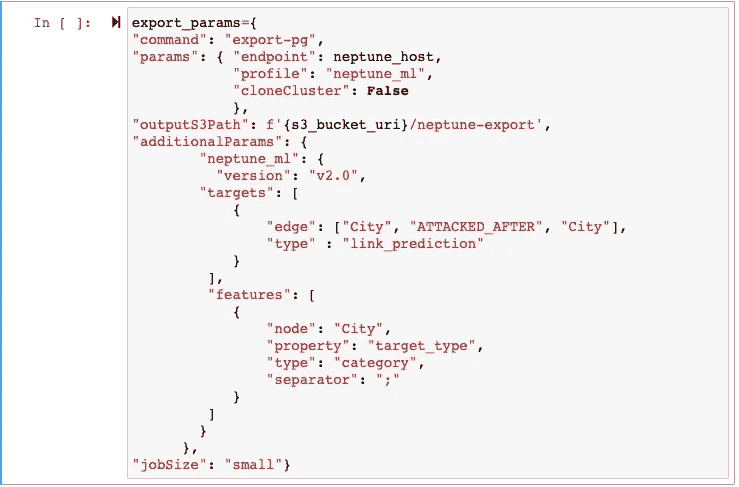 In [ ]: export_params={
"command": "export-pg",
"params": { "endpoint": neptune_host,
"profile": "neptune_ml",
"cloneCluster": False
},
"outputS3Path": f'{s3_bucket_uri}/neptune-export',
"additionalParams": {
"neptune_ml": {
"version": "v2.0",
"targets": [
{
"edge": ["City", "ATTACKED_AFTER", "City"],
"type" : "link_prediction"
}
],
"features": [
{
"node": "City",
"property": "target_type",
"type": "category",
"separator": ";"
}
]
}
},
"jobSize": "small"}